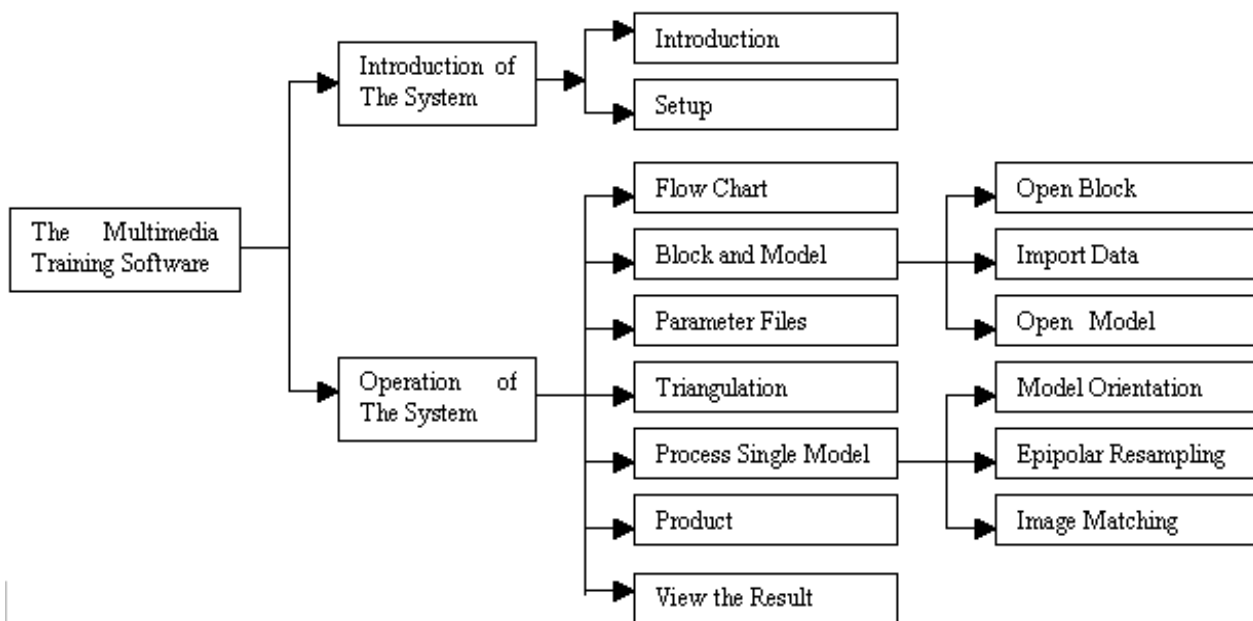 The Multimedia
Training Software
Introduction of
The System
Introduction
Setup
Operation of
The System
Flow Chart
Block and Model
Open Block
Import Data
Open Model
Parameter Files
Triangulation
Process Single Model
Model Orientation
Epipolar Resampling
Image Matching
Product
View the Result